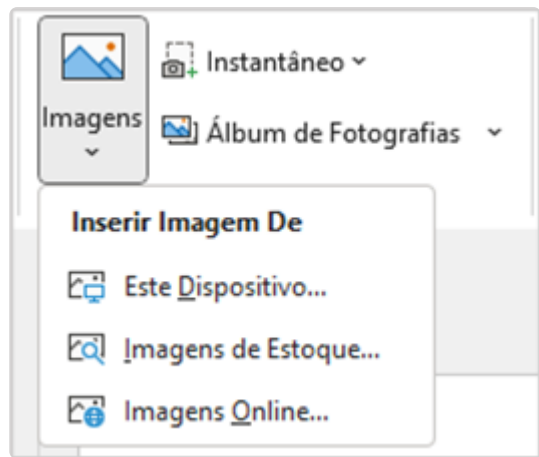 Instantâneo
Imagens
Álbum de Fotografias
Inserir Imagem De
Este Dispositivo...
Imagens de Estoque...
Imagens Online...